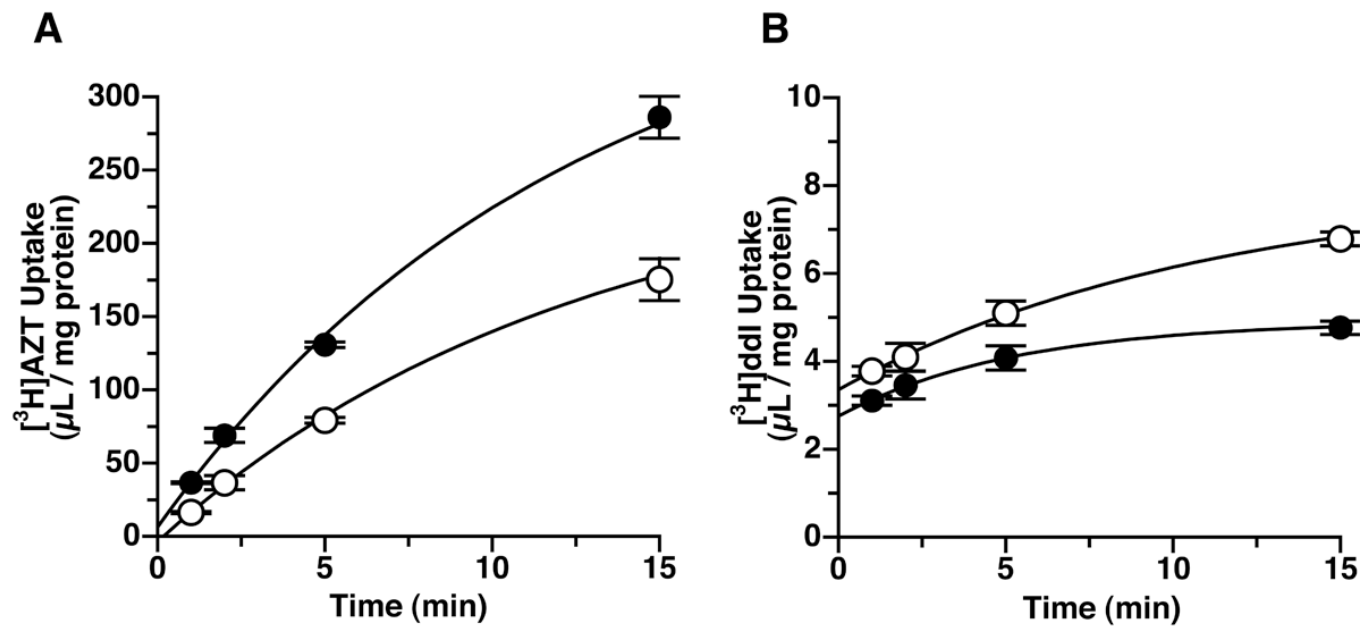 A
300
250
200
150
100
50
0
[³H]AZT Uptake
(µL / mg protein)
0 5 10 15
Time (min)
B
10
8
6
4
2
0
[³H]ddI Uptake
(µL / mg protein)
0 5 10 15
Time (min)